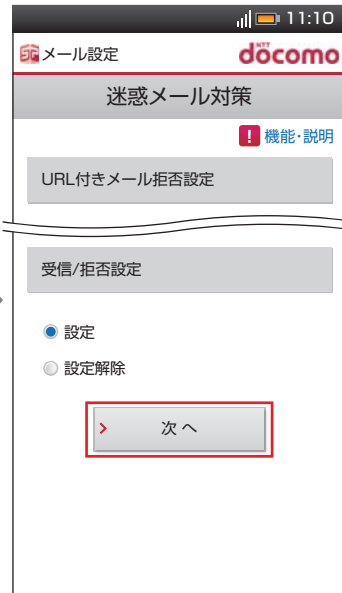 11:10
メール設定
NTT
döcomo
迷惑メール対策
! 機能・説明
URL付きメール拒否設定
受信/拒否設定
設定
設定解除
次へ